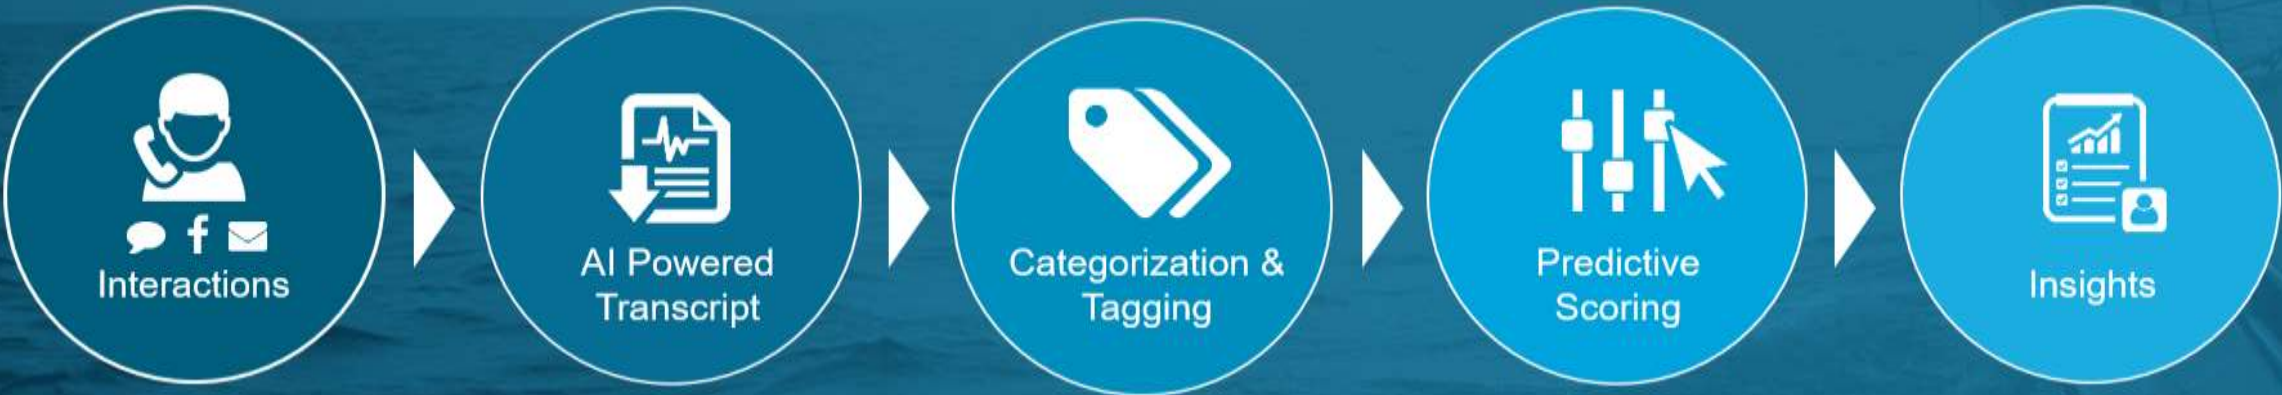 Interactions
AI Powered
Transcript
Categorization &
Tagging
Predictive
Scoring
Insights